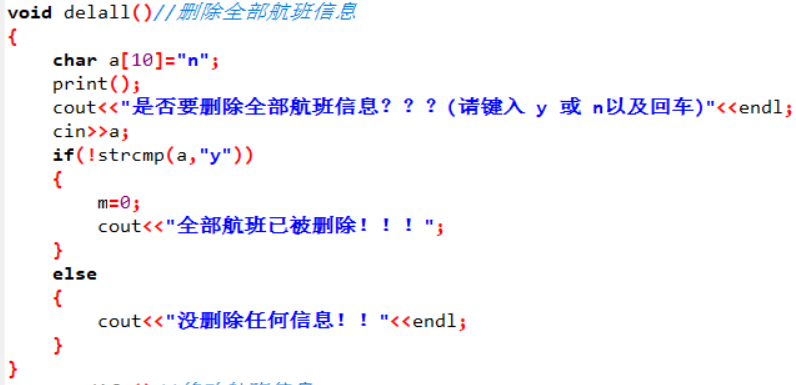 void delall()//删除全部航班信息
{
    char a[10]="n";
    print();
    cout<<"是否要删除全部航班信息？？？(请键入 y 或 n以及回车)"<<endl;
    cin>>a;
    if(!strcmp(a,"y"))
    {
        m=0;
        cout<<"全部航班已被删除！！！";
    }
    else
    {
        cout<<"没删除任何信息！！"<<endl;
    }
}